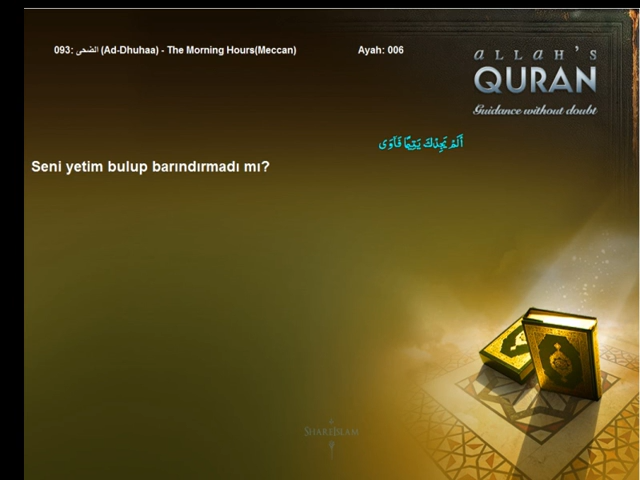 093: الضحى (Ad-Dhuhaa) - The Morning Hours(Meccan) Ayah: 006
ALLAH'S
QURAN
Guidance without doubt
أَلَمْ يَجِدْكَ يَتِيمًا فَآوَى
Seni yetim bulup barındırmadı mı?
SHAREISLAM